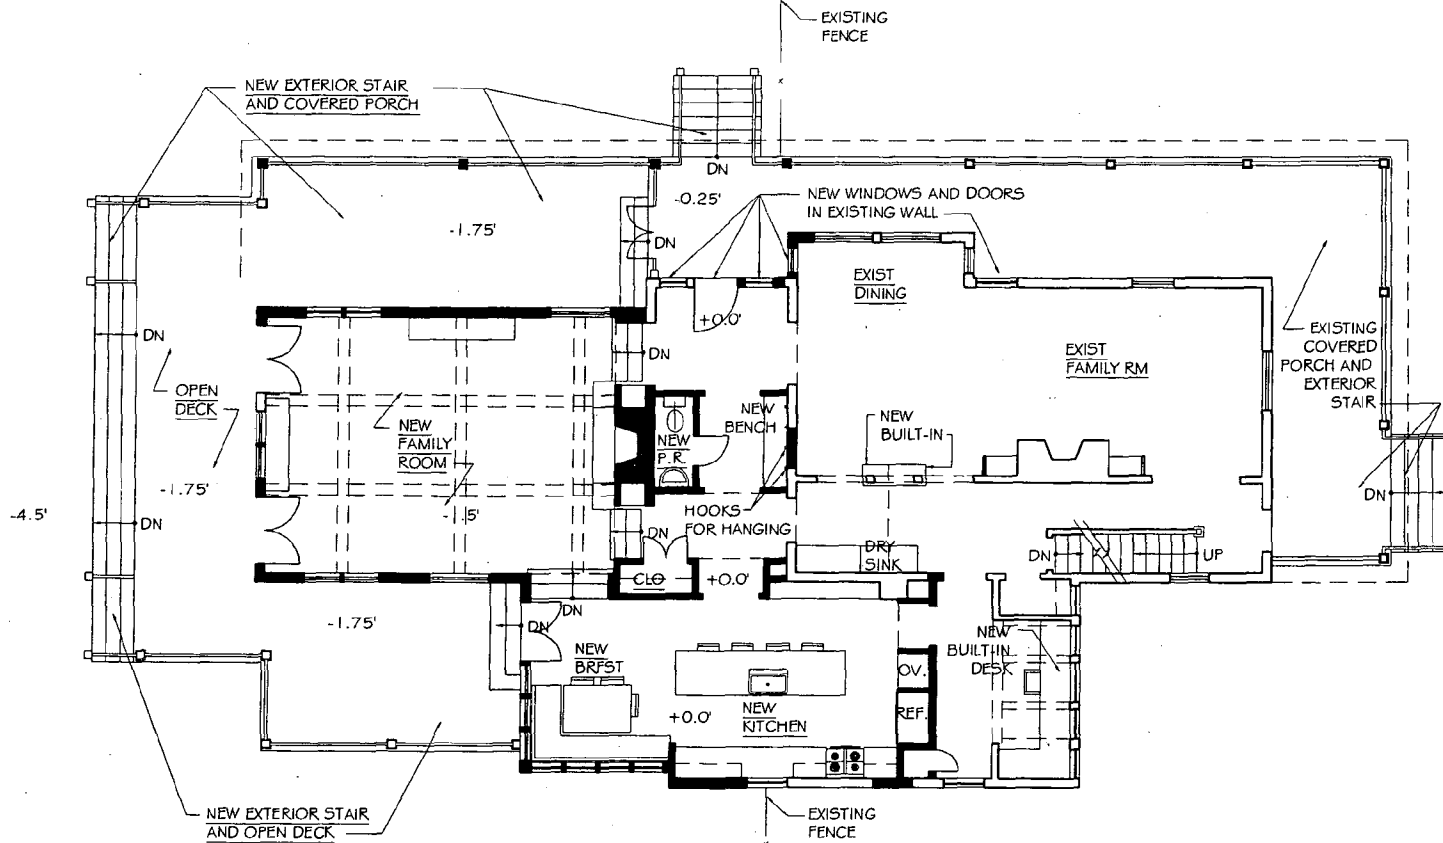 EXISTING
FENCE
NEW EXTERIOR STAIR
AND COVERED PORCH
DN
-0.25'
NEW WINDOWS AND DOORS
IN EXISTING WALL
-1.75'
DN
EXIST
DINING
+0.0'
DN
DN
EXISTING
COVERED
PORCH AND
EXTERIOR
STAIR
EXIST
FAMILY RM
OPEN
DECK
NEW
FAMILY
ROOM
NEW
BENCH
NEW
P.R.
NEW
BUILT-IN
-1.75'
-4.5'
DN
-1.5'
HOOKS
FOR HANGING
DN
DN
DRY
SINK
DN
UP
CLO
+0.0'
DN
-1.75'
DN
NEW
BRFST
NEW
BUILT-IN
DESK
OV.
REF.
+0.0'
NEW
KITCHEN
NEW EXTERIOR STAIR
AND OPEN DECK
EXISTING
FENCE